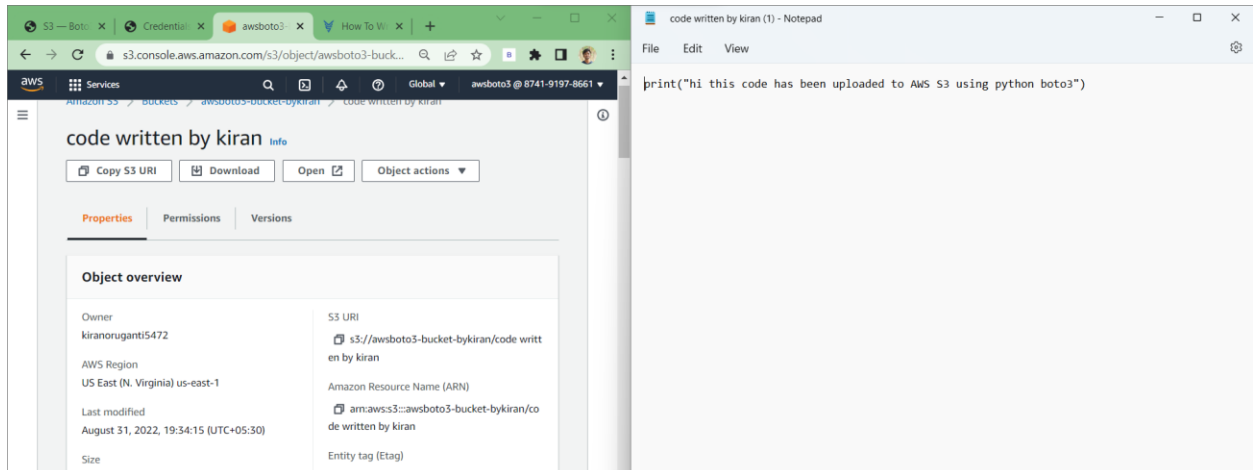 S3 — Boto
Credential
awsboto3-
How To W
code written by kiran (1) - Notepad
s3.console.aws.amazon.com/s3/object/awsboto3-buck...
File Edit View
aws
Services
Global
awsboto3 @ 8741-9197-8661
print("hi this code has been uploaded to AWS S3 using python boto3")
Amazon S3 > Buckets > awsboto3-bucket-bykiran > code written by kiran
code written by kiran Info
Copy S3 URI
Download
Open
Object actions
Properties
Permissions
Versions
Object overview
Owner
kiranoruganti5472
AWS Region
US East (N. Virginia) us-east-1
Last modified
August 31, 2022, 19:34:15 (UTC+05:30)
Size
S3 URI
s3://awsboto3-bucket-bykiran/code writt
en by kiran
Amazon Resource Name (ARN)
arn:aws:s3:::awsboto3-bucket-bykiran/co
de written by kiran
Entity tag (Etag)